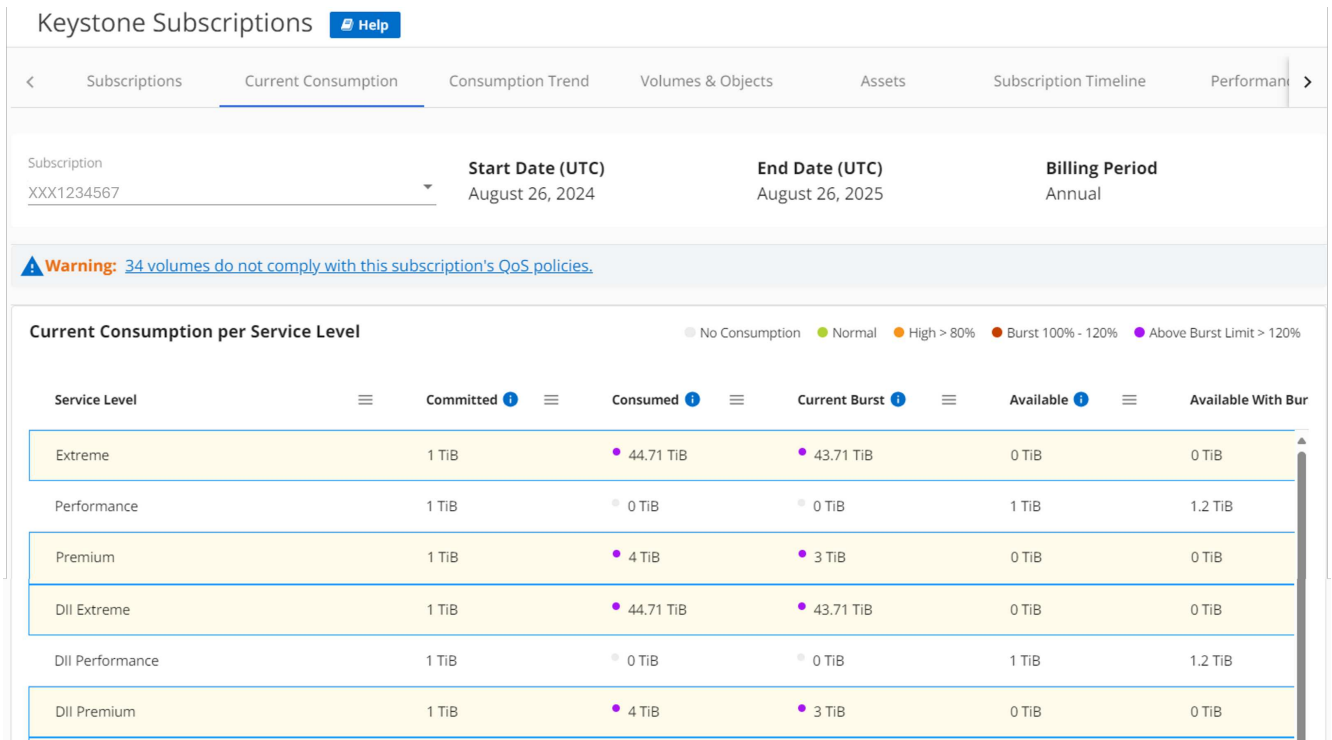 Keystone Subscriptions Help
Subscriptions Current Consumption Consumption Trend Volumes & Objects Assets Subscription Timeline Performanc
Subscription
XXX1234567
Start Date (UTC) End Date (UTC) Billing Period
August 26, 2024 August 26, 2025 Annual
Warning: 34 volumes do not comply with this subscription's QoS policies.
Current Consumption per Service Level No Consumption Normal High > 80% Burst 100% - 120% Above Burst Limit > 120%
Service Level Committed Consumed Current Burst Available Available With Bur
Extreme 1 TiB 44.71 TiB 43.71 TiB 0 TiB 0 TiB
Performance 1 TiB 0 TiB 0 TiB 1 TiB 1.2 TiB
Premium 1 TiB 4 TiB 3 TiB 0 TiB 0 TiB
DII Extreme 1 TiB 44.71 TiB 43.71 TiB 0 TiB 0 TiB
DII Performance 1 TiB 0 TiB 0 TiB 1 TiB 1.2 TiB
DII Premium 1 TiB 4 TiB 3 TiB 0 TiB 0 TiB